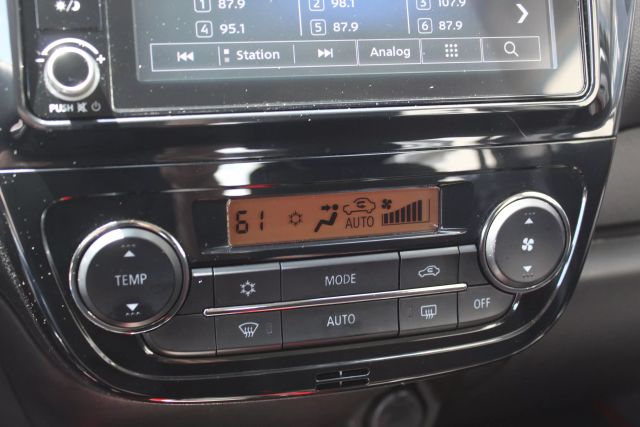 1 87.9 2 98.1 3 107.9
4 95.1 5 87.9 6 87.9
Station Analog
PUSH
61 AUTO
TEMP
MODE
AUTO
OFF